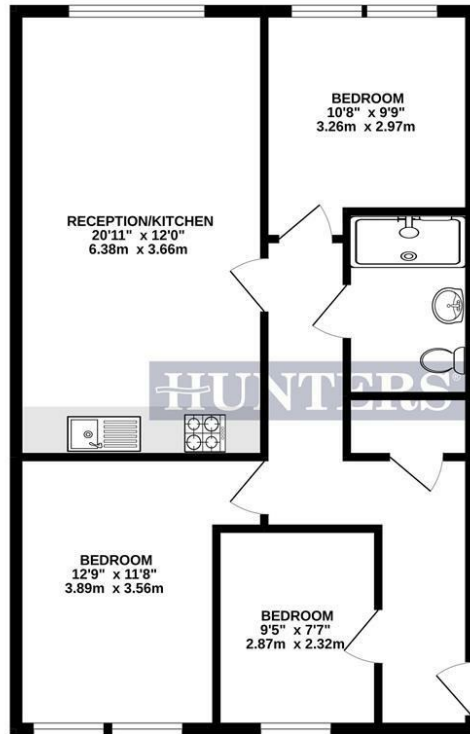 BEDROOM
10'8" x 9'9"
3.26m x 2.97m
RECEPTION/KITCHEN
20'11" x 12'0"
6.38m x 3.66m
HUNTERS
BEDROOM
12'9" x 11'8"
3.89m x 3.56m
BEDROOM
9'5" x 7'7"
2.87m x 2.32m